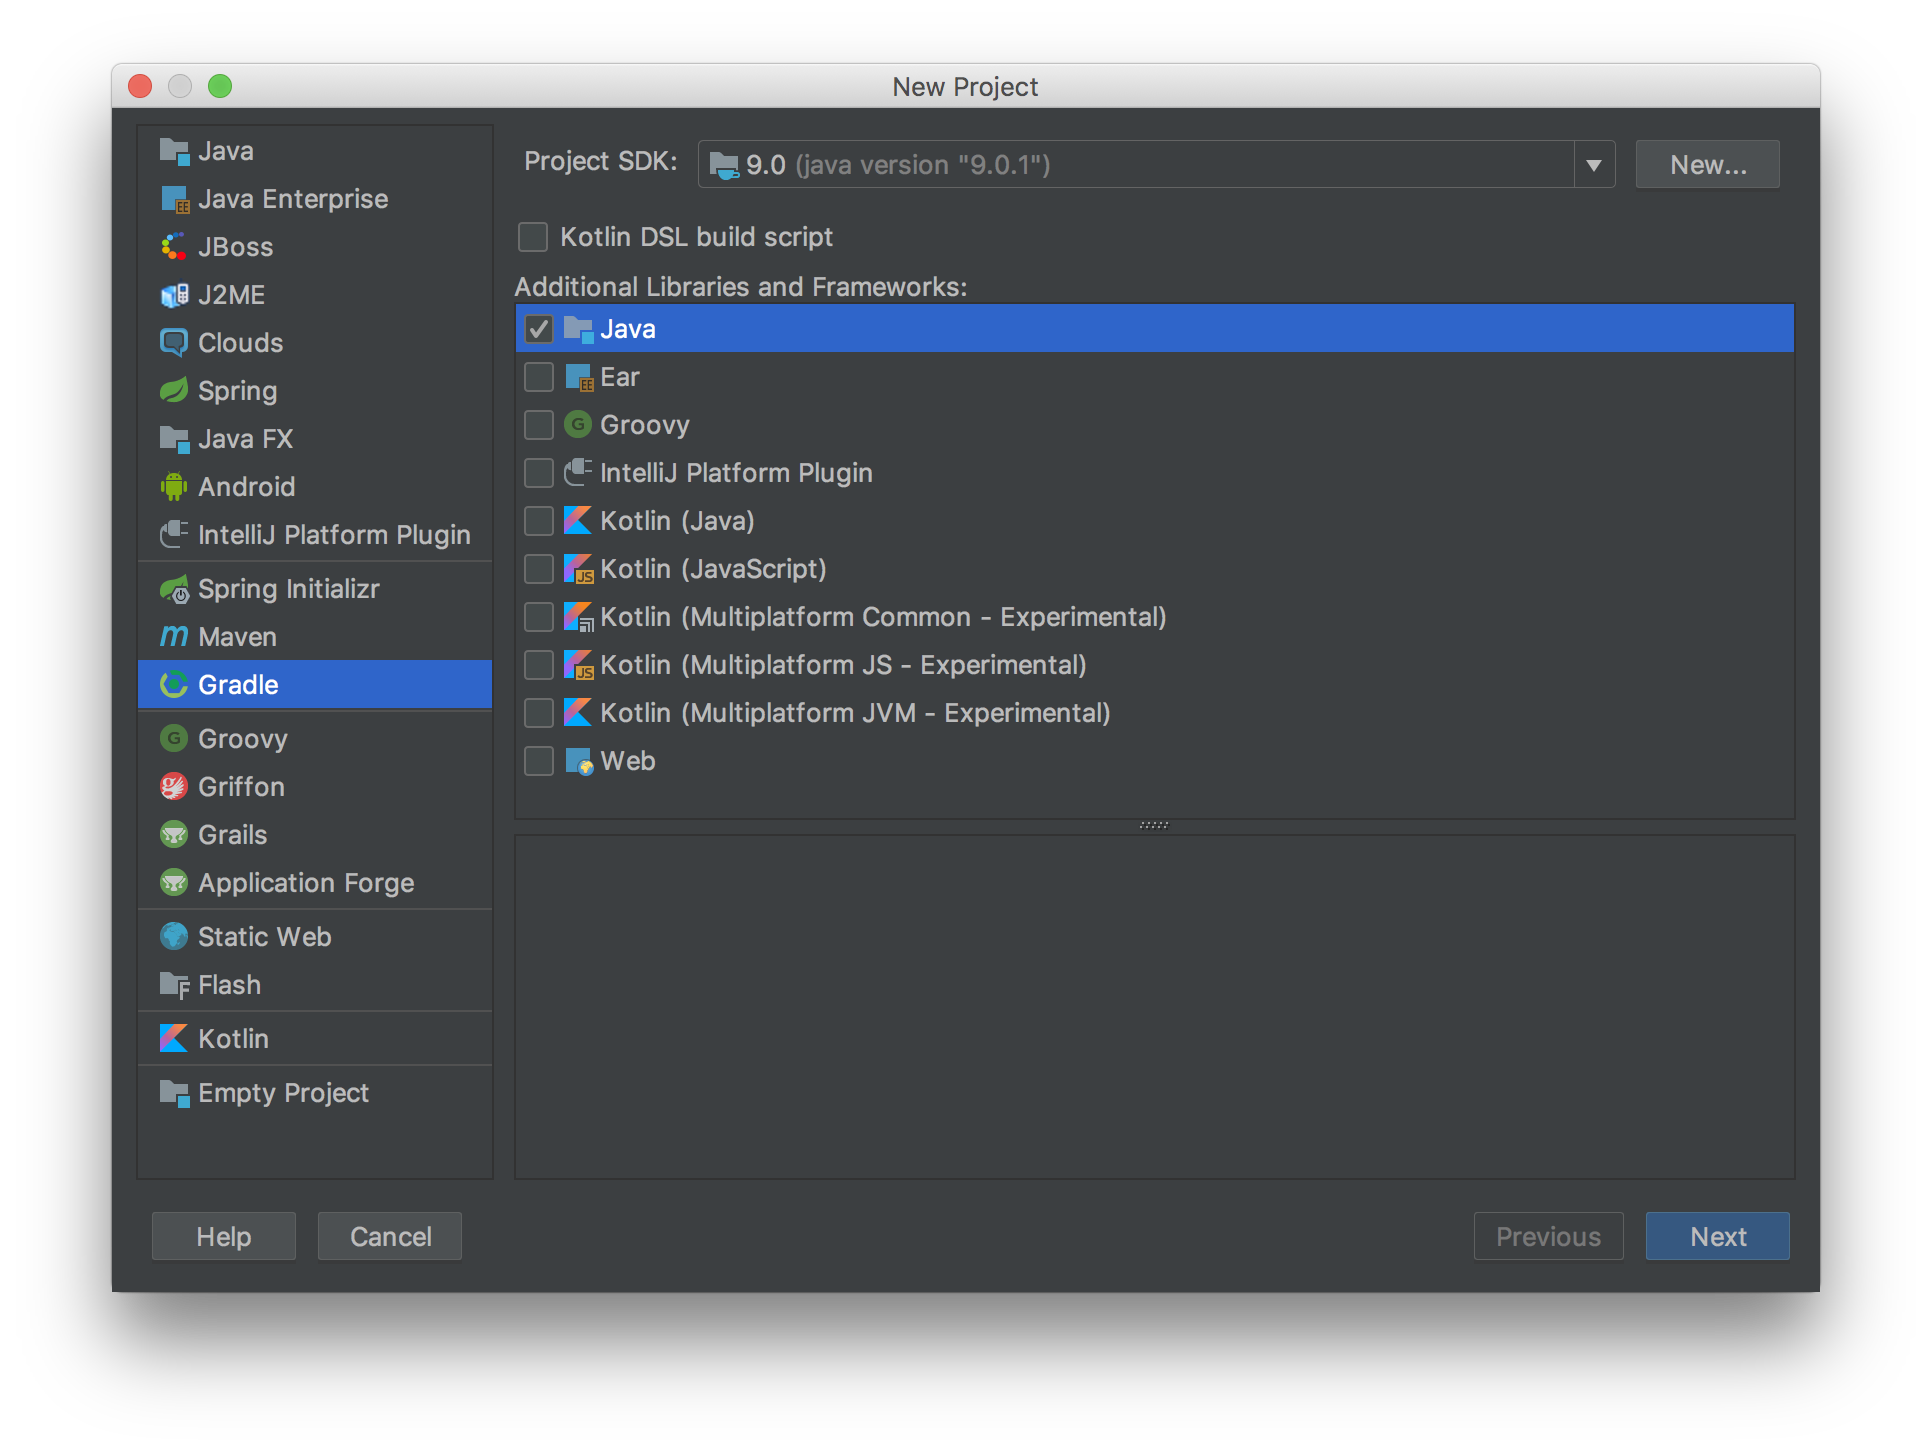 New Project
Java
Java Enterprise
JBoss
J2ME
Clouds
Spring
Java FX
Android
IntelliJ Platform Plugin
Spring Initializr
Maven
Gradle
Groovy
Griffon
Grails
Application Forge
Static Web
Flash
Kotlin
Empty Project
Project SDK: 9.0 (java version "9.0.1") New...
Kotlin DSL build script
Additional Libraries and Frameworks:
Java
Ear
Groovy
IntelliJ Platform Plugin
Kotlin (Java)
Kotlin (JavaScript)
Kotlin (Multiplatform Common - Experimental)
Kotlin (Multiplatform JS - Experimental)
Kotlin (Multiplatform JVM - Experimental)
Web
Help Cancel Previous Next